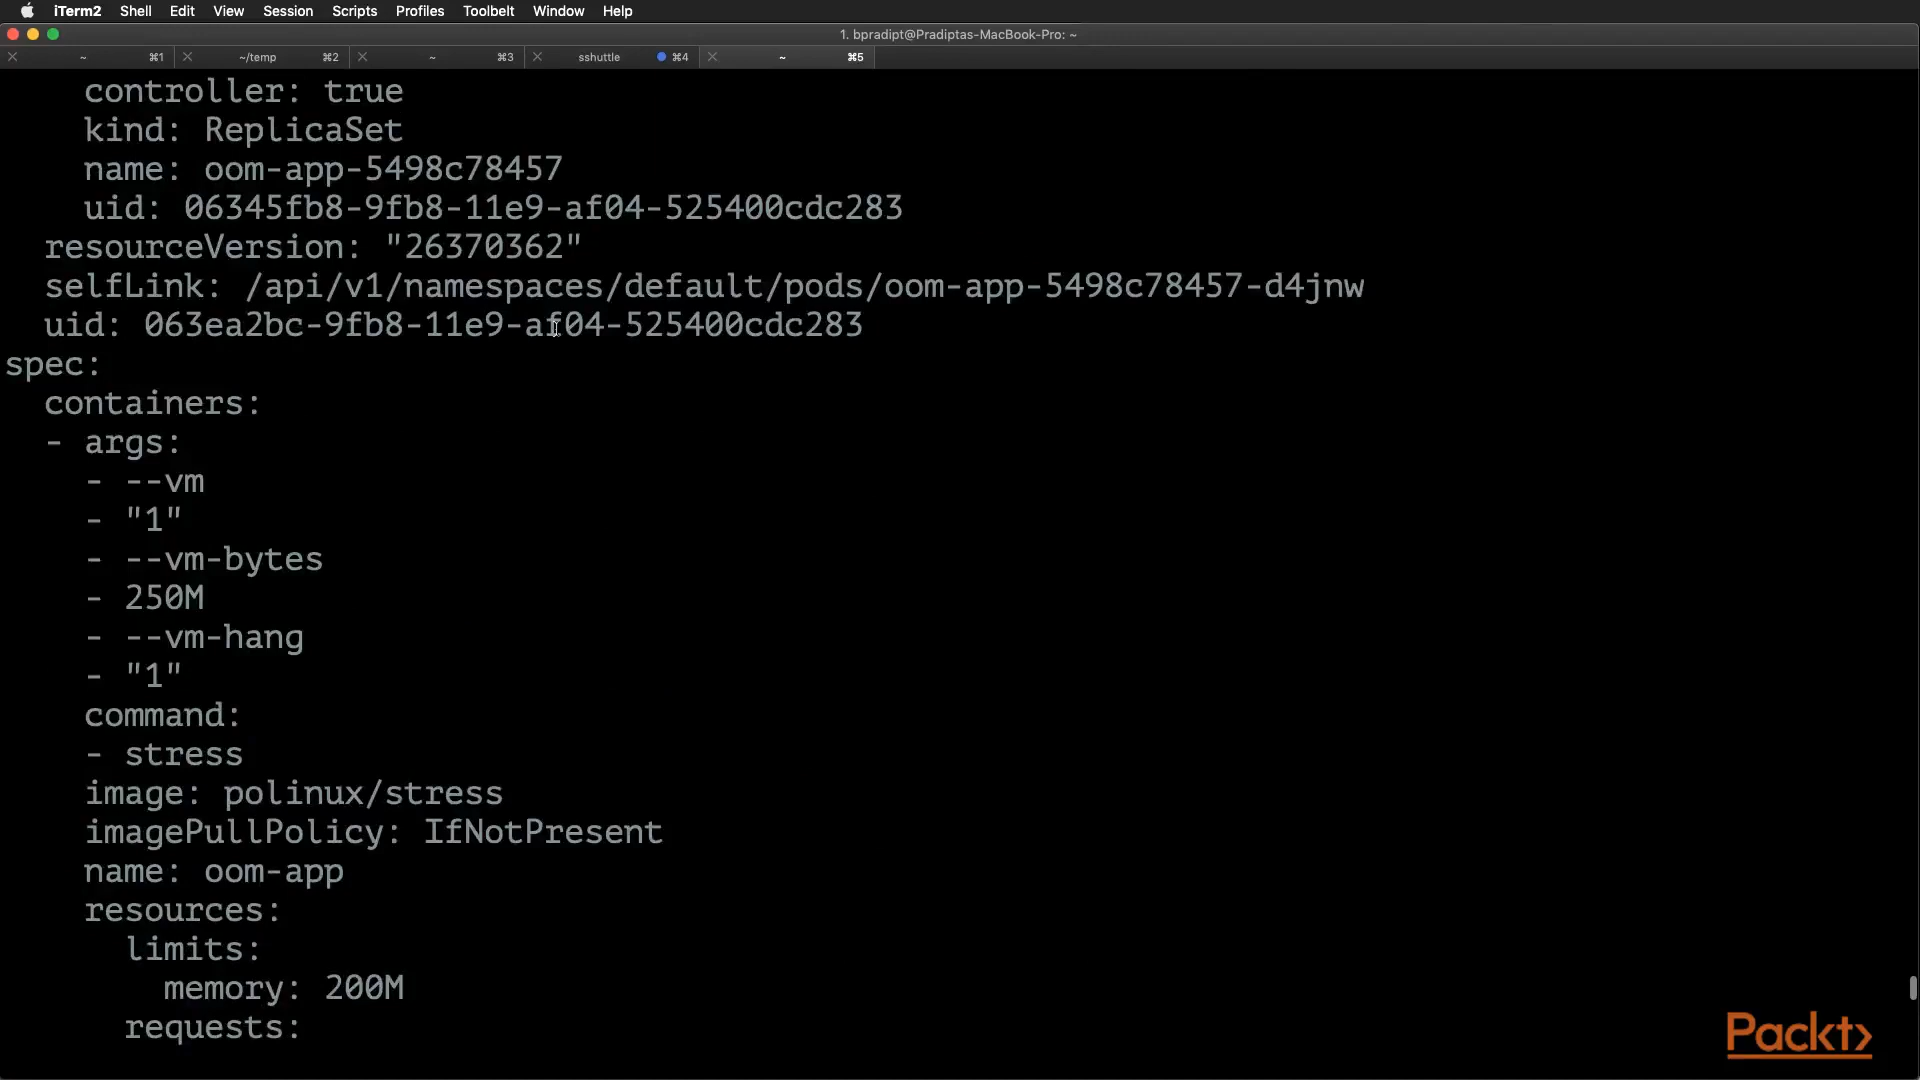 iTerm2 Shell Edit View Session Scripts Profiles Toolbelt Window Help
1. bpradipt@Pradiptas-MacBook-Pro: ~
~ ⌘1 ~/temp ⌘2 ~ ⌘3 sshuttle ⌘4 ~ ⌘5
controller: true
kind: ReplicaSet
name: oom-app-5498c78457
uid: 06345fb8-9fb8-11e9-af04-525400cdc283
resourceVersion: "26370362"
selfLink: /api/v1/namespaces/default/pods/oom-app-5498c78457-d4jnw
uid: 063ea2bc-9fb8-11e9-af04-525400cdc283
spec:
containers:
- args:
- --vm
- "1"
- --vm-bytes
- 250M
- --vm-hang
- "1"
command:
- stress
image: polinux/stress
imagePullPolicy: IfNotPresent
name: oom-app
resources:
limits:
memory: 200M
requests:
Packt>